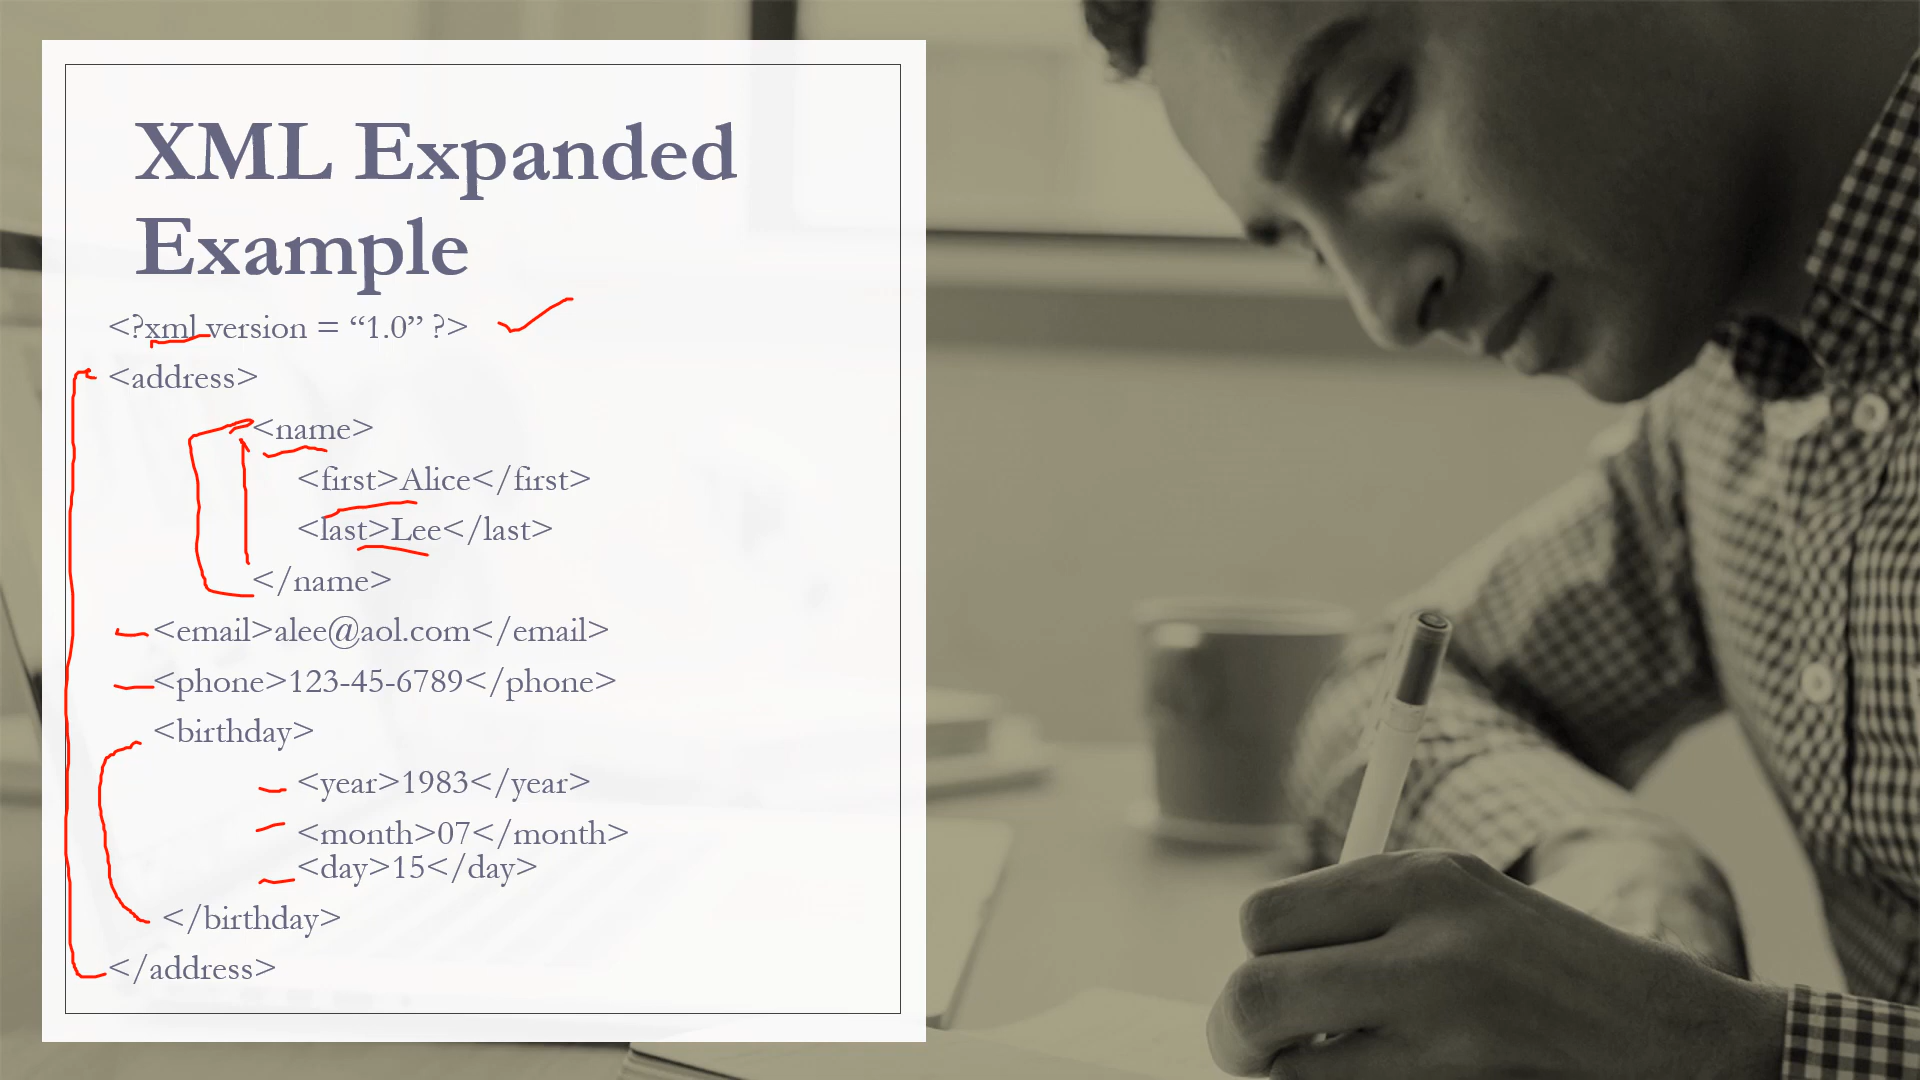 XML Expanded
Example
<?xml version = “1.0” ?>
<address>
<name>
<first>Alice</first>
<last>Lee</last>
</name>
<email>alee@aol.com</email>
<phone>123-45-6789</phone>
<birthday>
<year>1983</year>
<month>07</month>
<day>15</day>
</birthday>
</address>